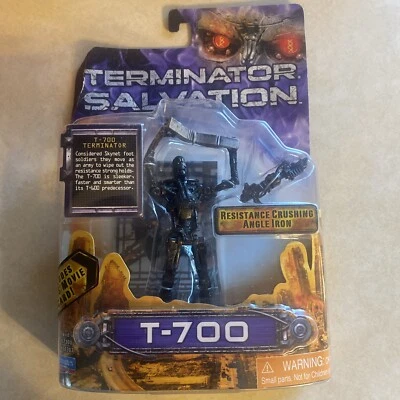 TERMINATOR
SALVATION
T-700
TERMINATOR
Considered Skynet foot
soldiers they move as
an army to wipe out the
resistance strong holds.
The T-700 is sleeker,
faster and smarter than
its T-600 predecessor.
RESISTANCE CRUSHING
ANGLE IRON
MOVIE
T-700
WARNING:
Small parts. Not for Children